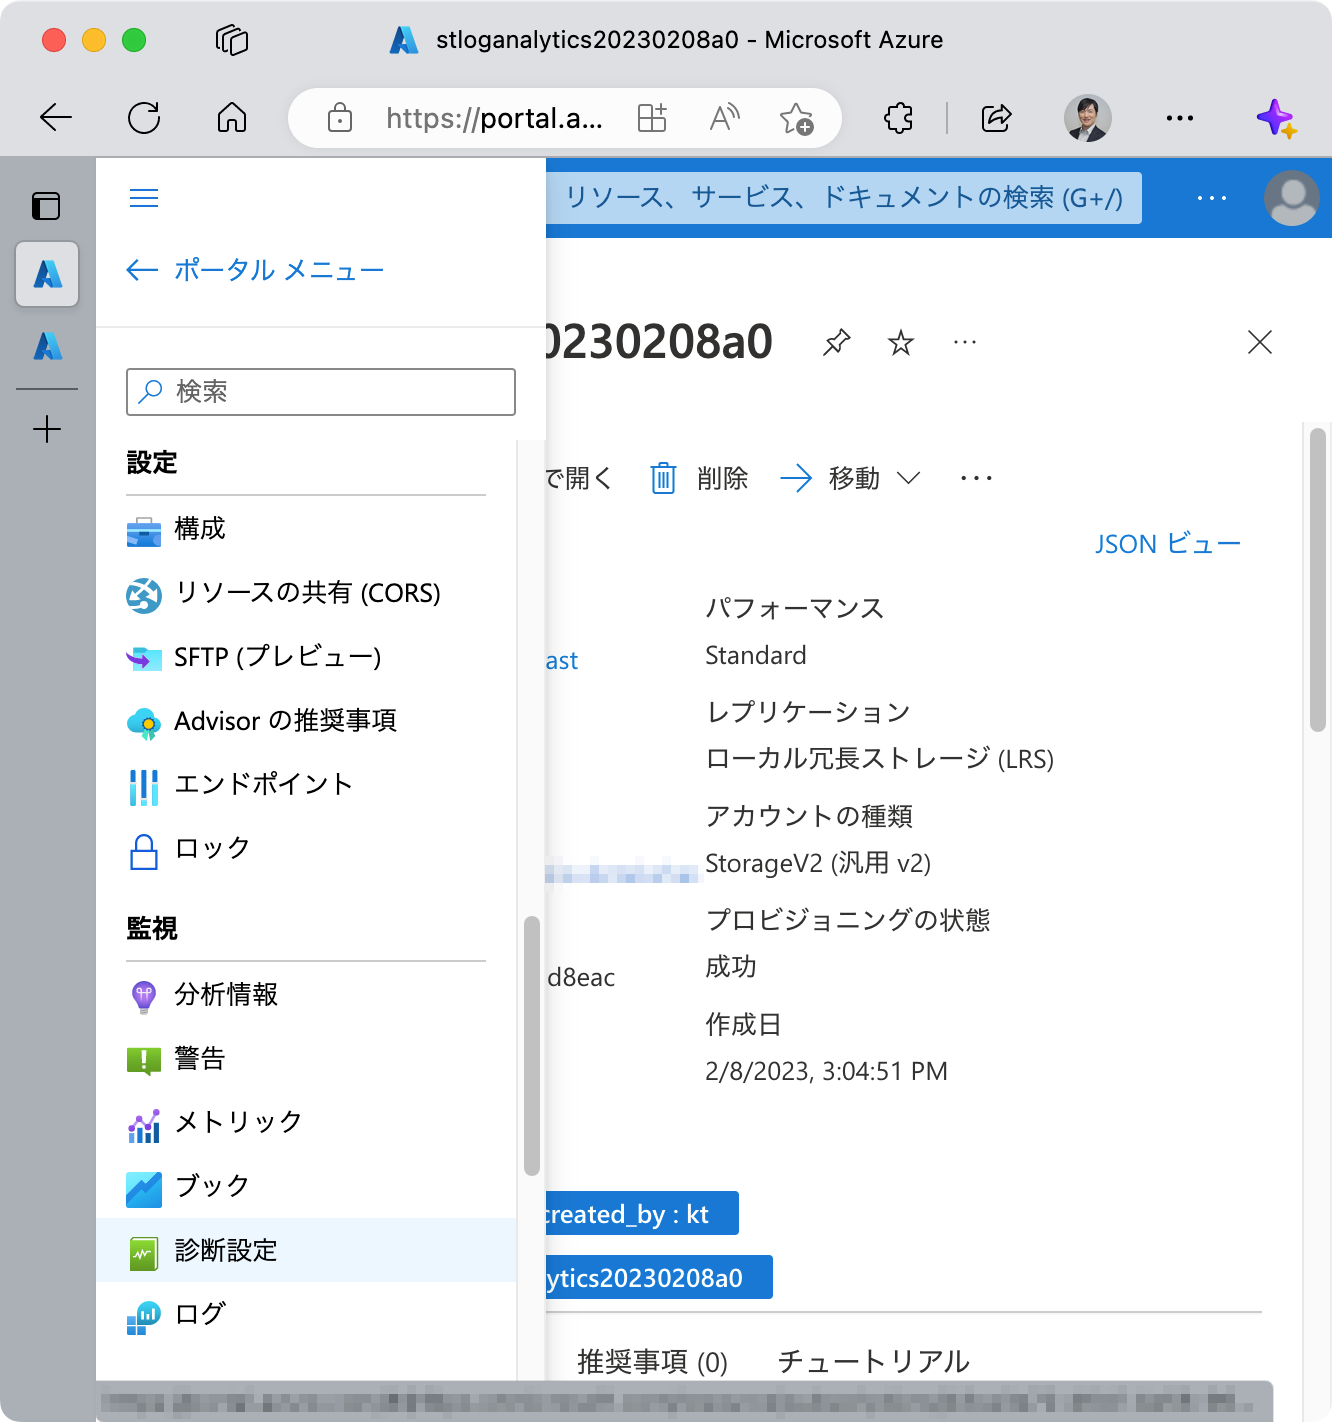 stloganalytics20230208a0 - Microsoft Azure
https://portal.a...
リソース、サービス、ドキュメントの検索 (G+/)
ポータル メニュー
検索
設定
構成
リソースの共有 (CORS)
SFTP (プレビュー)
Advisor の推奨事項
エンドポイント
ロック
監視
分析情報
警告
メトリック
ブック
診断設定
ログ
0230208a0
で開く 削除 移動
JSON ビュー
パフォーマンス
ast
Standard
レプリケーション
ローカル冗長ストレージ (LRS)
アカウントの種類
StorageV2 (汎用 v2)
プロビジョニングの状態
成功
d8eac
作成日
2/8/2023, 3:04:51 PM
created_by : kt
ytics20230208a0
推奨事項 (0) チュートリアル